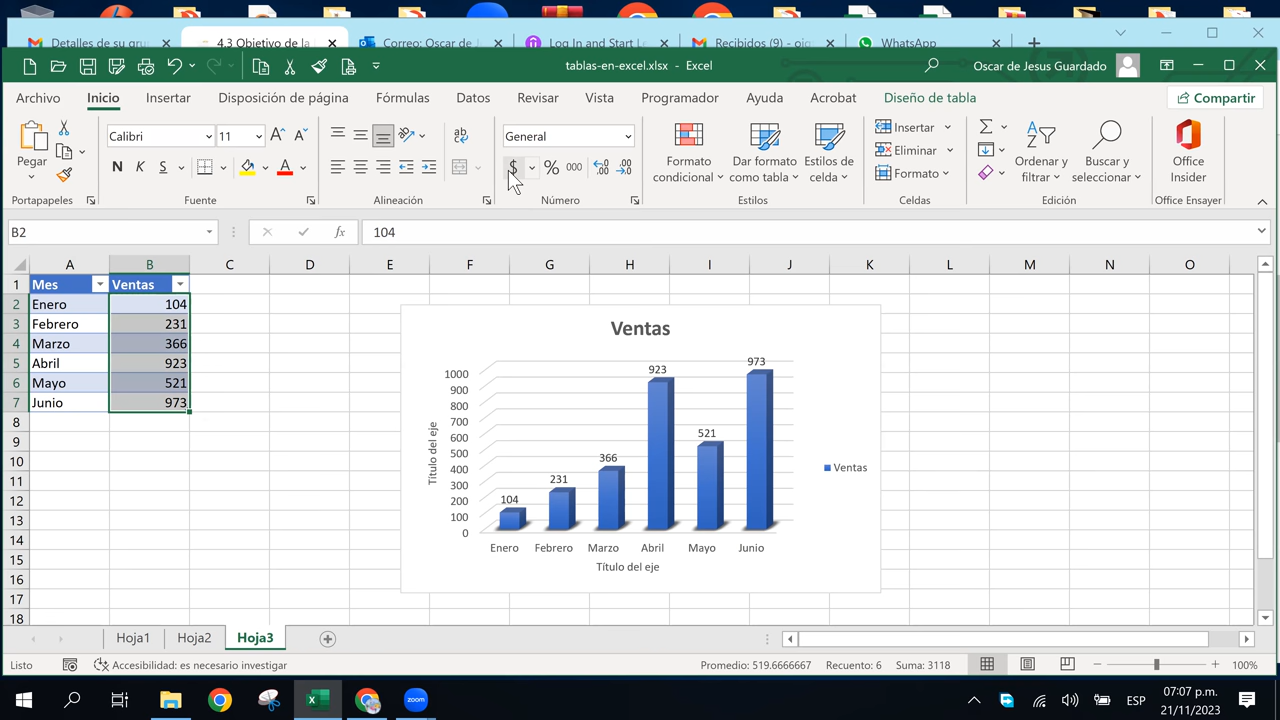 Detalles de su gru
4.3 Objetivo de la
Correo: Oscar de J
Log In and Start Le
Recibidos (9) - oig
WhatsApp
tablas-en-excel.xlsx - Excel
Oscar de Jesus Guardado
Archivo
Inicio
Insertar
Disposición de página
Fórmulas
Datos
Revisar
Vista
Programador
Ayuda
Acrobat
Diseño de tabla
Compartir
Pegar
Calibri
11
General
Formato condicional
Dar formato como tabla
Estilos de celda
Insertar
Eliminar
Formato
Ordenar y filtrar
Buscar y seleccionar
Office Insider
N K S
$ % 000
Portapapeles
Fuente
Alineación
Número
Estilos
Celdas
Edición
Office Ensayer
B2
fx
104
A B C D E F G H I J K L M N O
1 Mes Ventas
2 Enero 104
3 Febrero 231
4 Marzo 366
5 Abril 923
6 Mayo 521
7 Junio 973
8
9
10
11
12
13
14
15
16
17
18
Ventas
Título del eje
1000
900
800
700
600
500
400
300
200
100
0
104
231
366
923
521
973
Enero Febrero Marzo Abril Mayo Junio
Título del eje
Ventas
Hoja1 Hoja2 Hoja3
Listo
Accesibilidad: es necesario investigar
Promedio: 519.6666667 Recuento: 6 Suma: 3118
100%
zoom
ESP
07:07 p.m.
21/11/2023